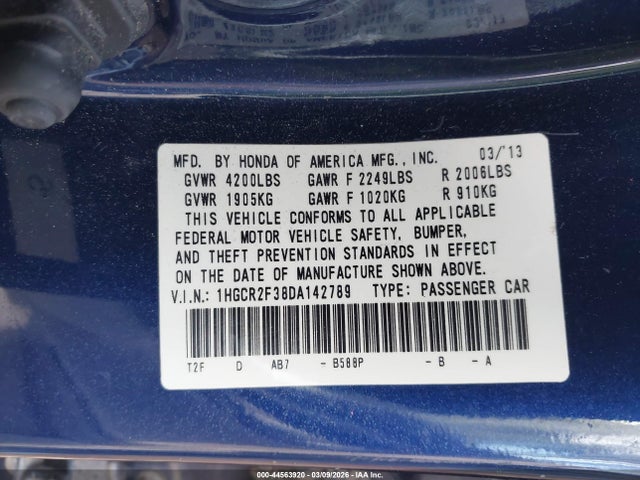 MFD. BY HONDA OF AMERICA MFG., INC. 03/'13
GVWR 4200LBS GAWR F 2249LBS R 2006LBS
GVWR 1905KG GAWR F 1020KG R 910KG
THIS VEHICLE CONFORMS TO ALL APPLICABLE
FEDERAL MOTOR VEHICLE SAFETY, BUMPER,
AND THEFT PREVENTION STANDARDS IN EFFECT
ON THE DATE OF MANUFACTURE SHOWN ABOVE.
V.I.N.: 1HGCR2F38DA142789 TYPE: PASSENGER CAR
T2F D AB7 - B588P - B - A
000-44563920 - 03/09/2026 - IAAI, Inc.